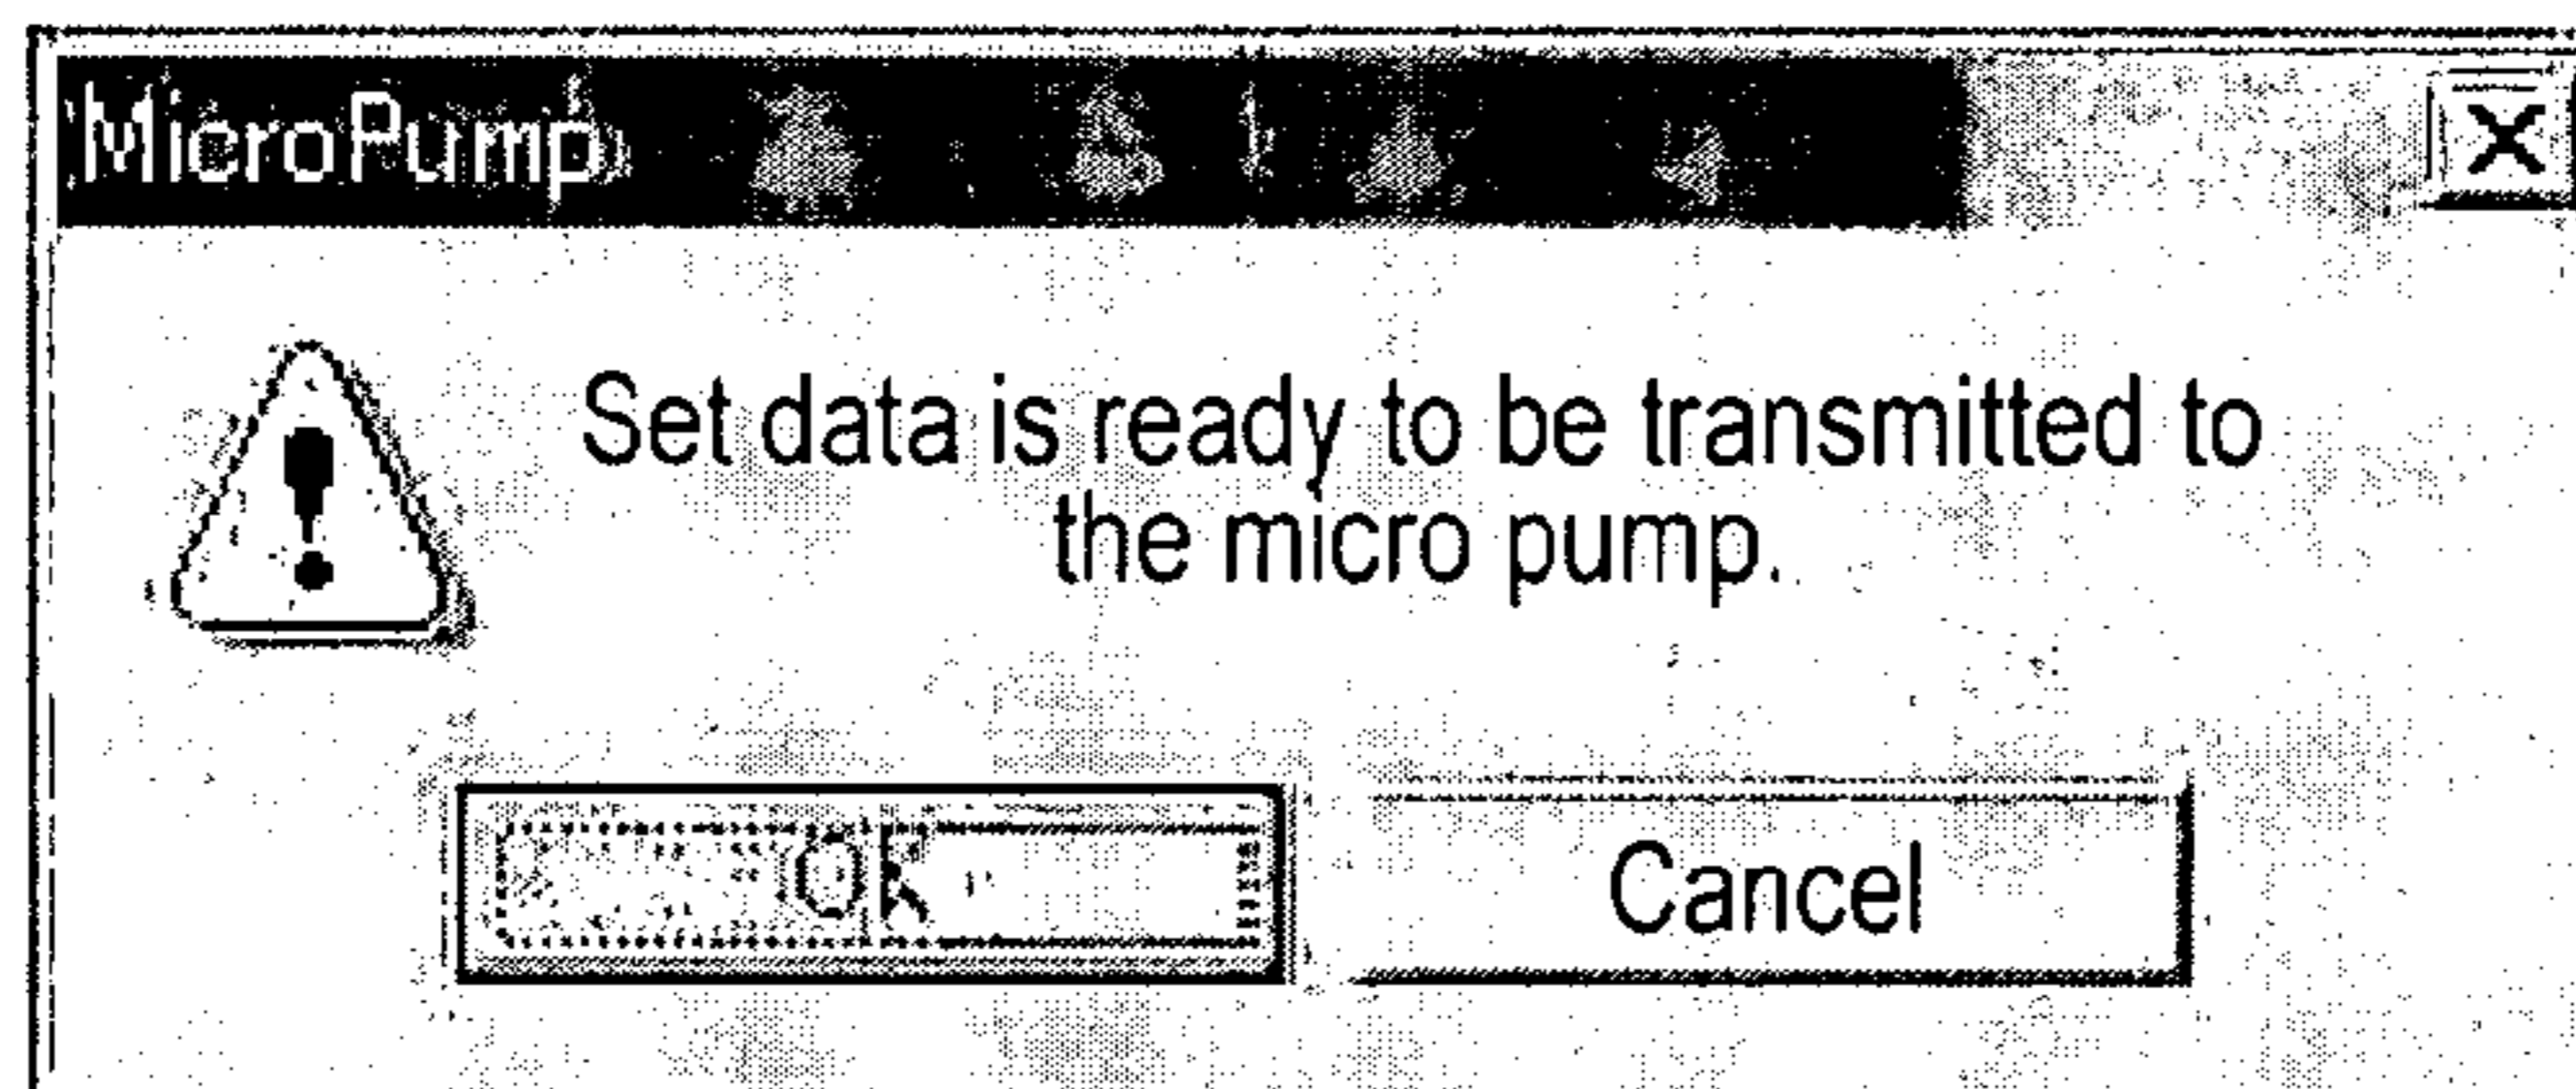 MicroPump
Set data is ready to be transmitted to
the micro pump.
OK
Cancel